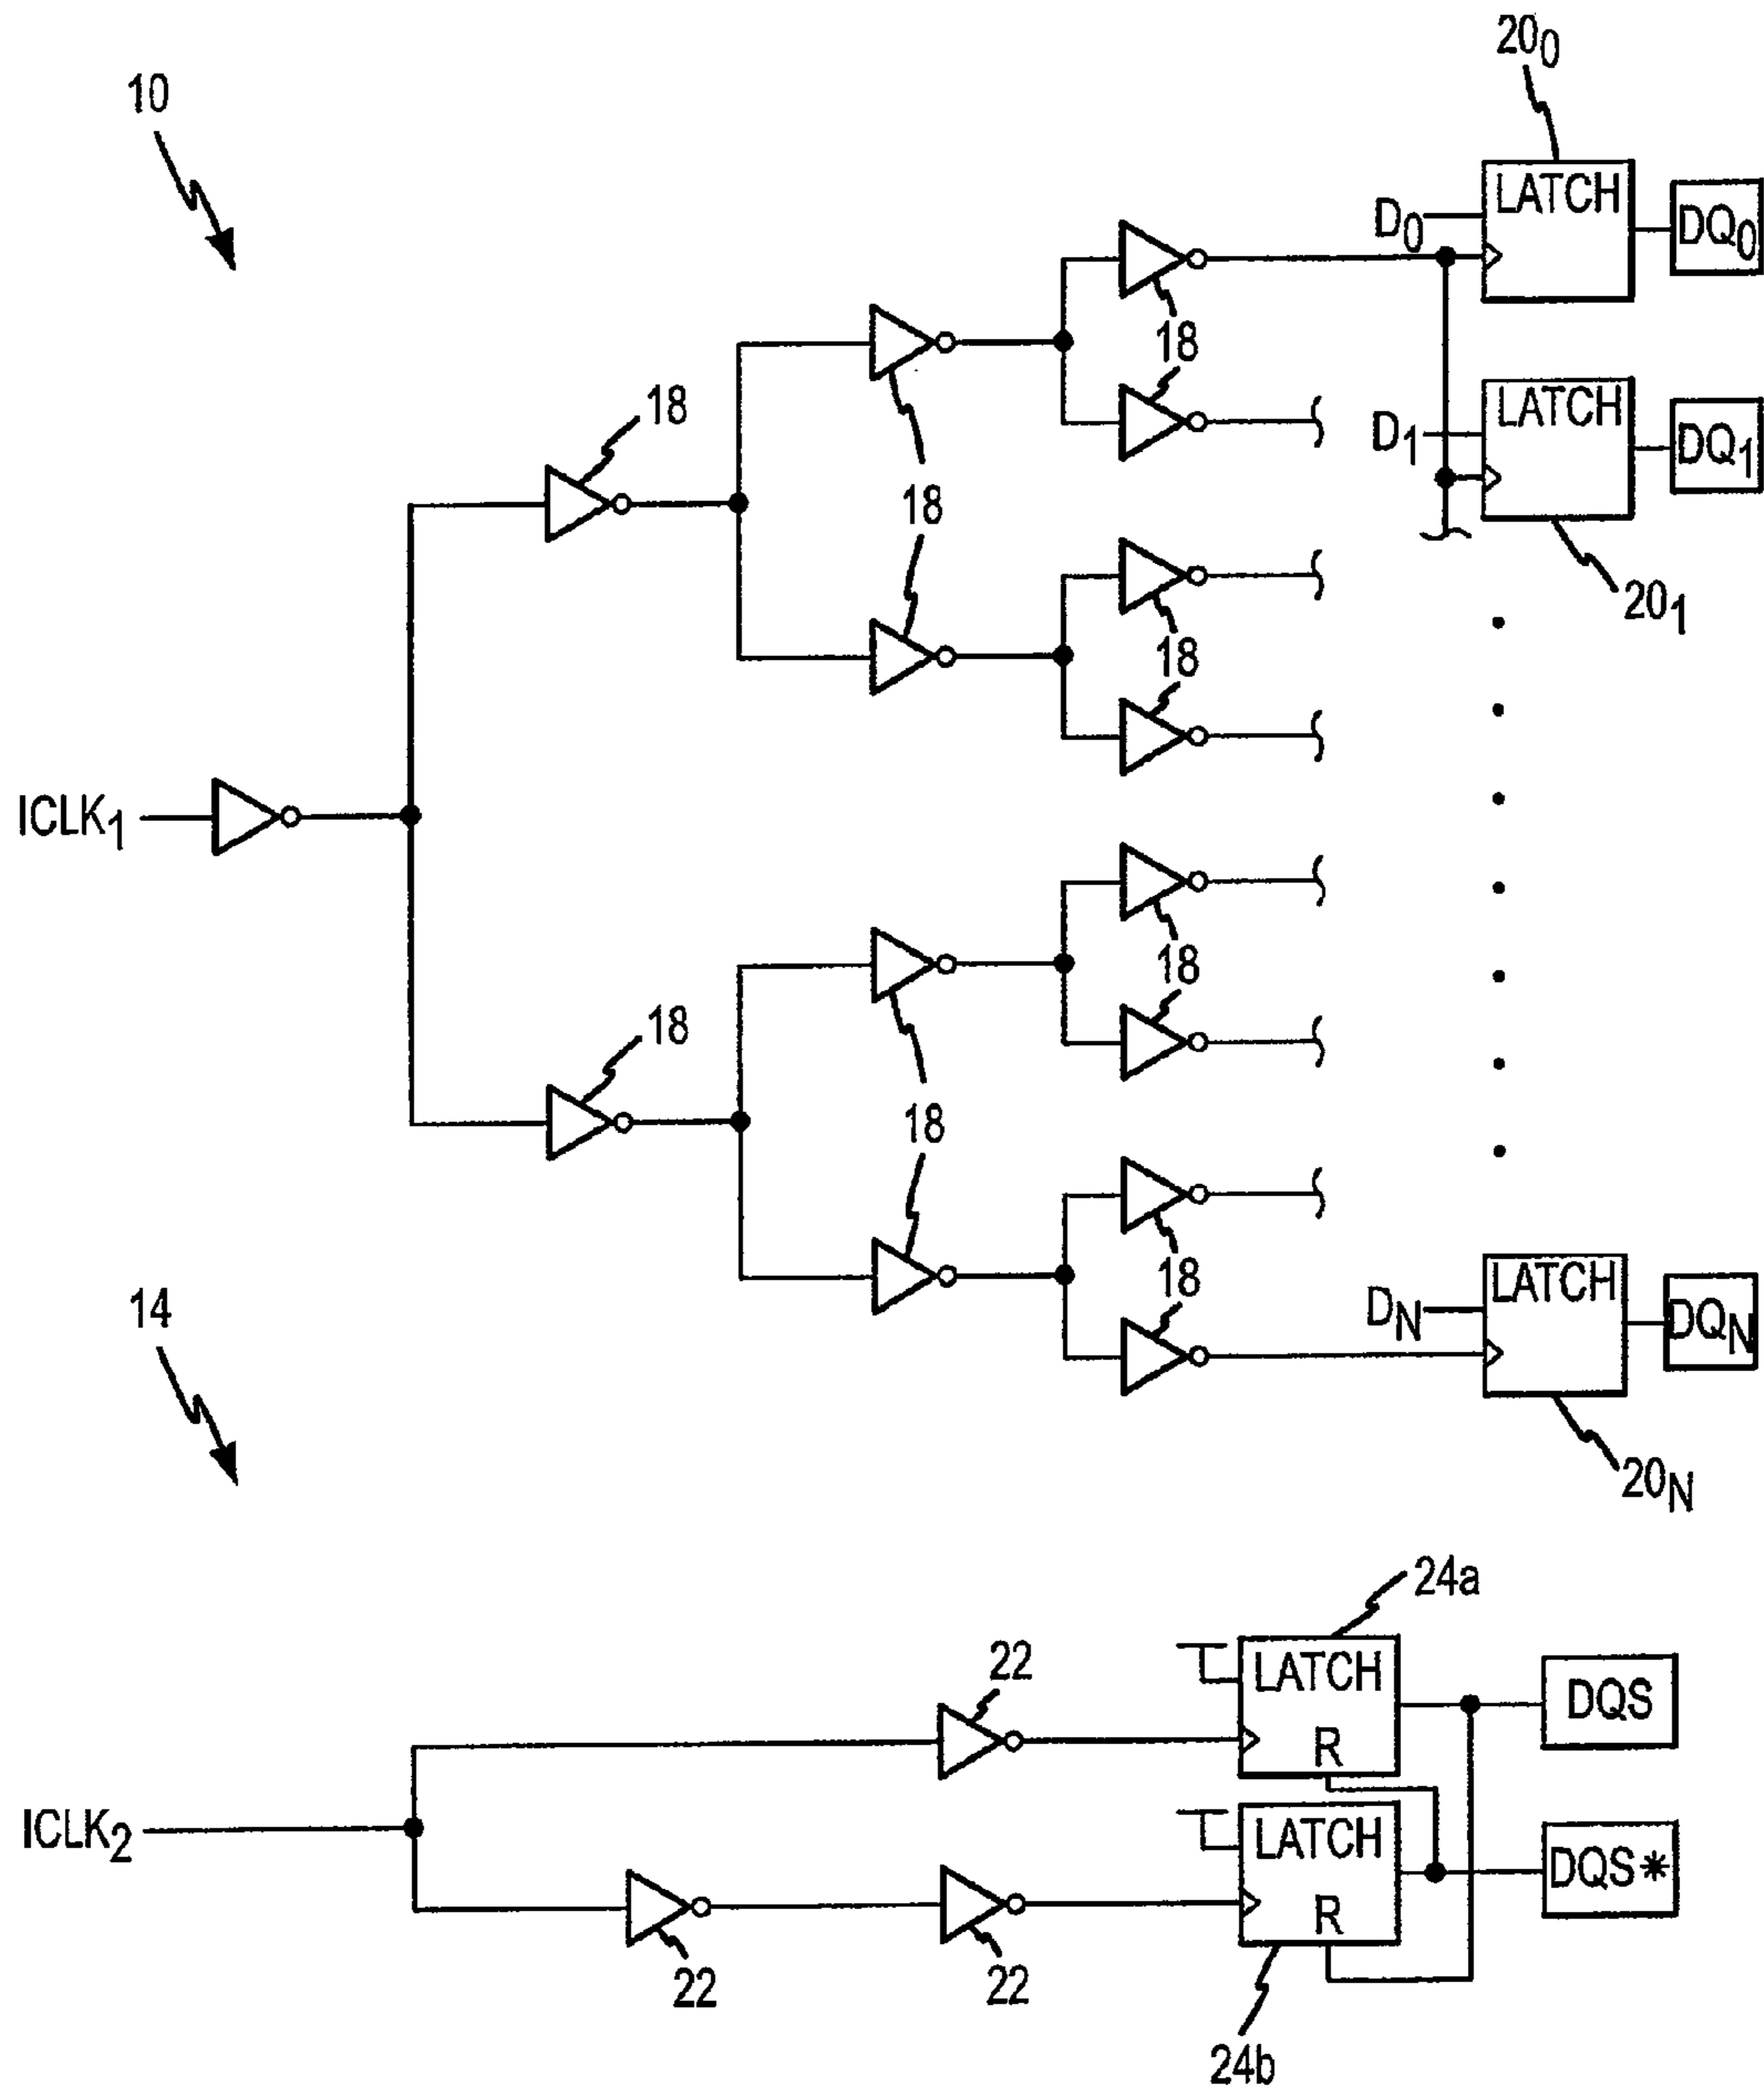 20₀
10
LATCH
D₀
DQ₀
18
18
LATCH
D₁
DQ₁
18
20₁
18
ICLK₁
18
18
18
14
18
LATCH
D_N
DQ_N
20_N
24a
22
LATCH
R
DQS
ICLK₂
LATCH
R
DQS*
22
22
24b